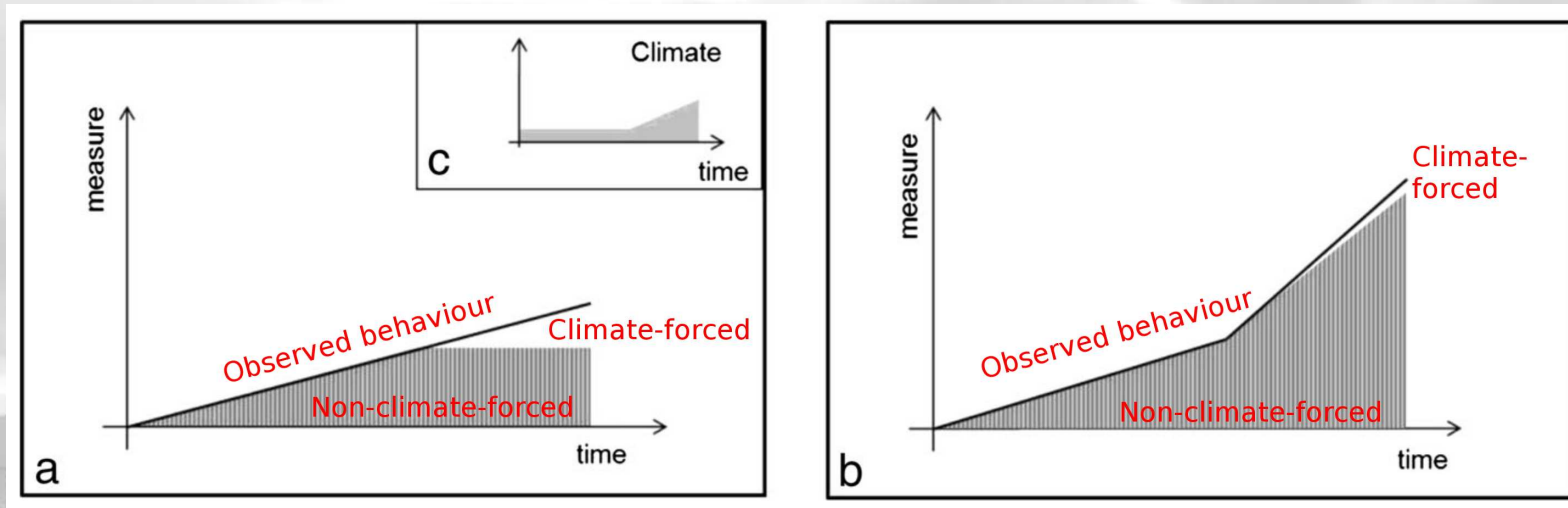 measure
Observed behaviour
Climate-forced
Non-climate-forced
time
a
Climate
time
c
measure
Observed behaviour
Climate-
forced
Non-climate-forced
time
b